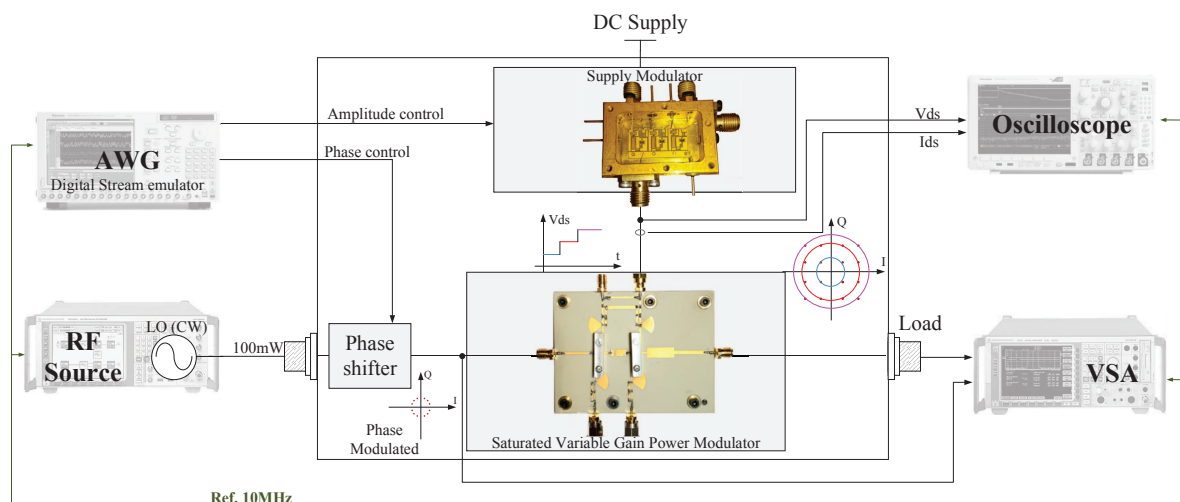 DC Supply
Supply Modulator
Amplitude control
Vds
Oscilloscope
Ids
AWG
Digital Stream emulator
Phase control
Vds
t
Q
I
RF
Source
LO (CW)
100mW
Phase
shifter
Q
I
Phase
Modulated
Saturated Variable Gain Power Modulator
Load
VSA
Ref. 10MHz